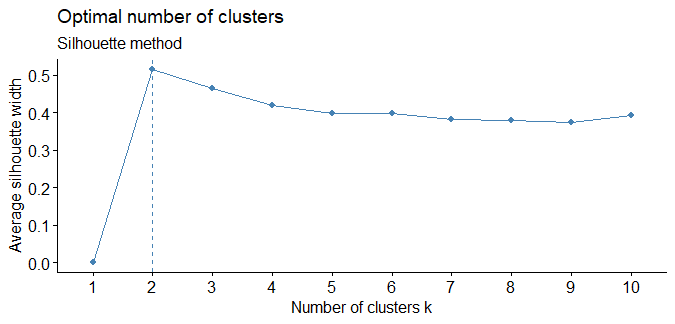 Optimal number of clusters
Silhouette method
Average silhouette width
0.5
0.4
0.3
0.2
0.1
0.0
1 2 3 4 5 6 7 8 9 10
Number of clusters k